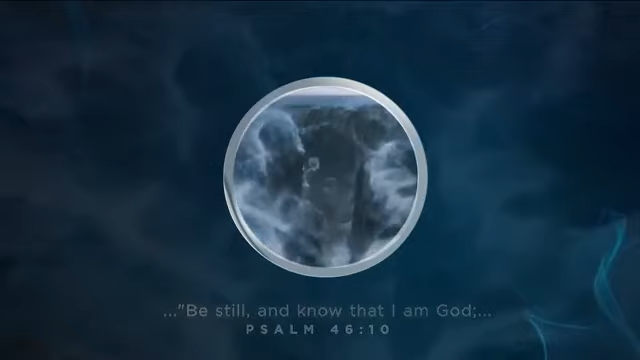 ..."Be still, and know that I am God;...
PSALM 46:10